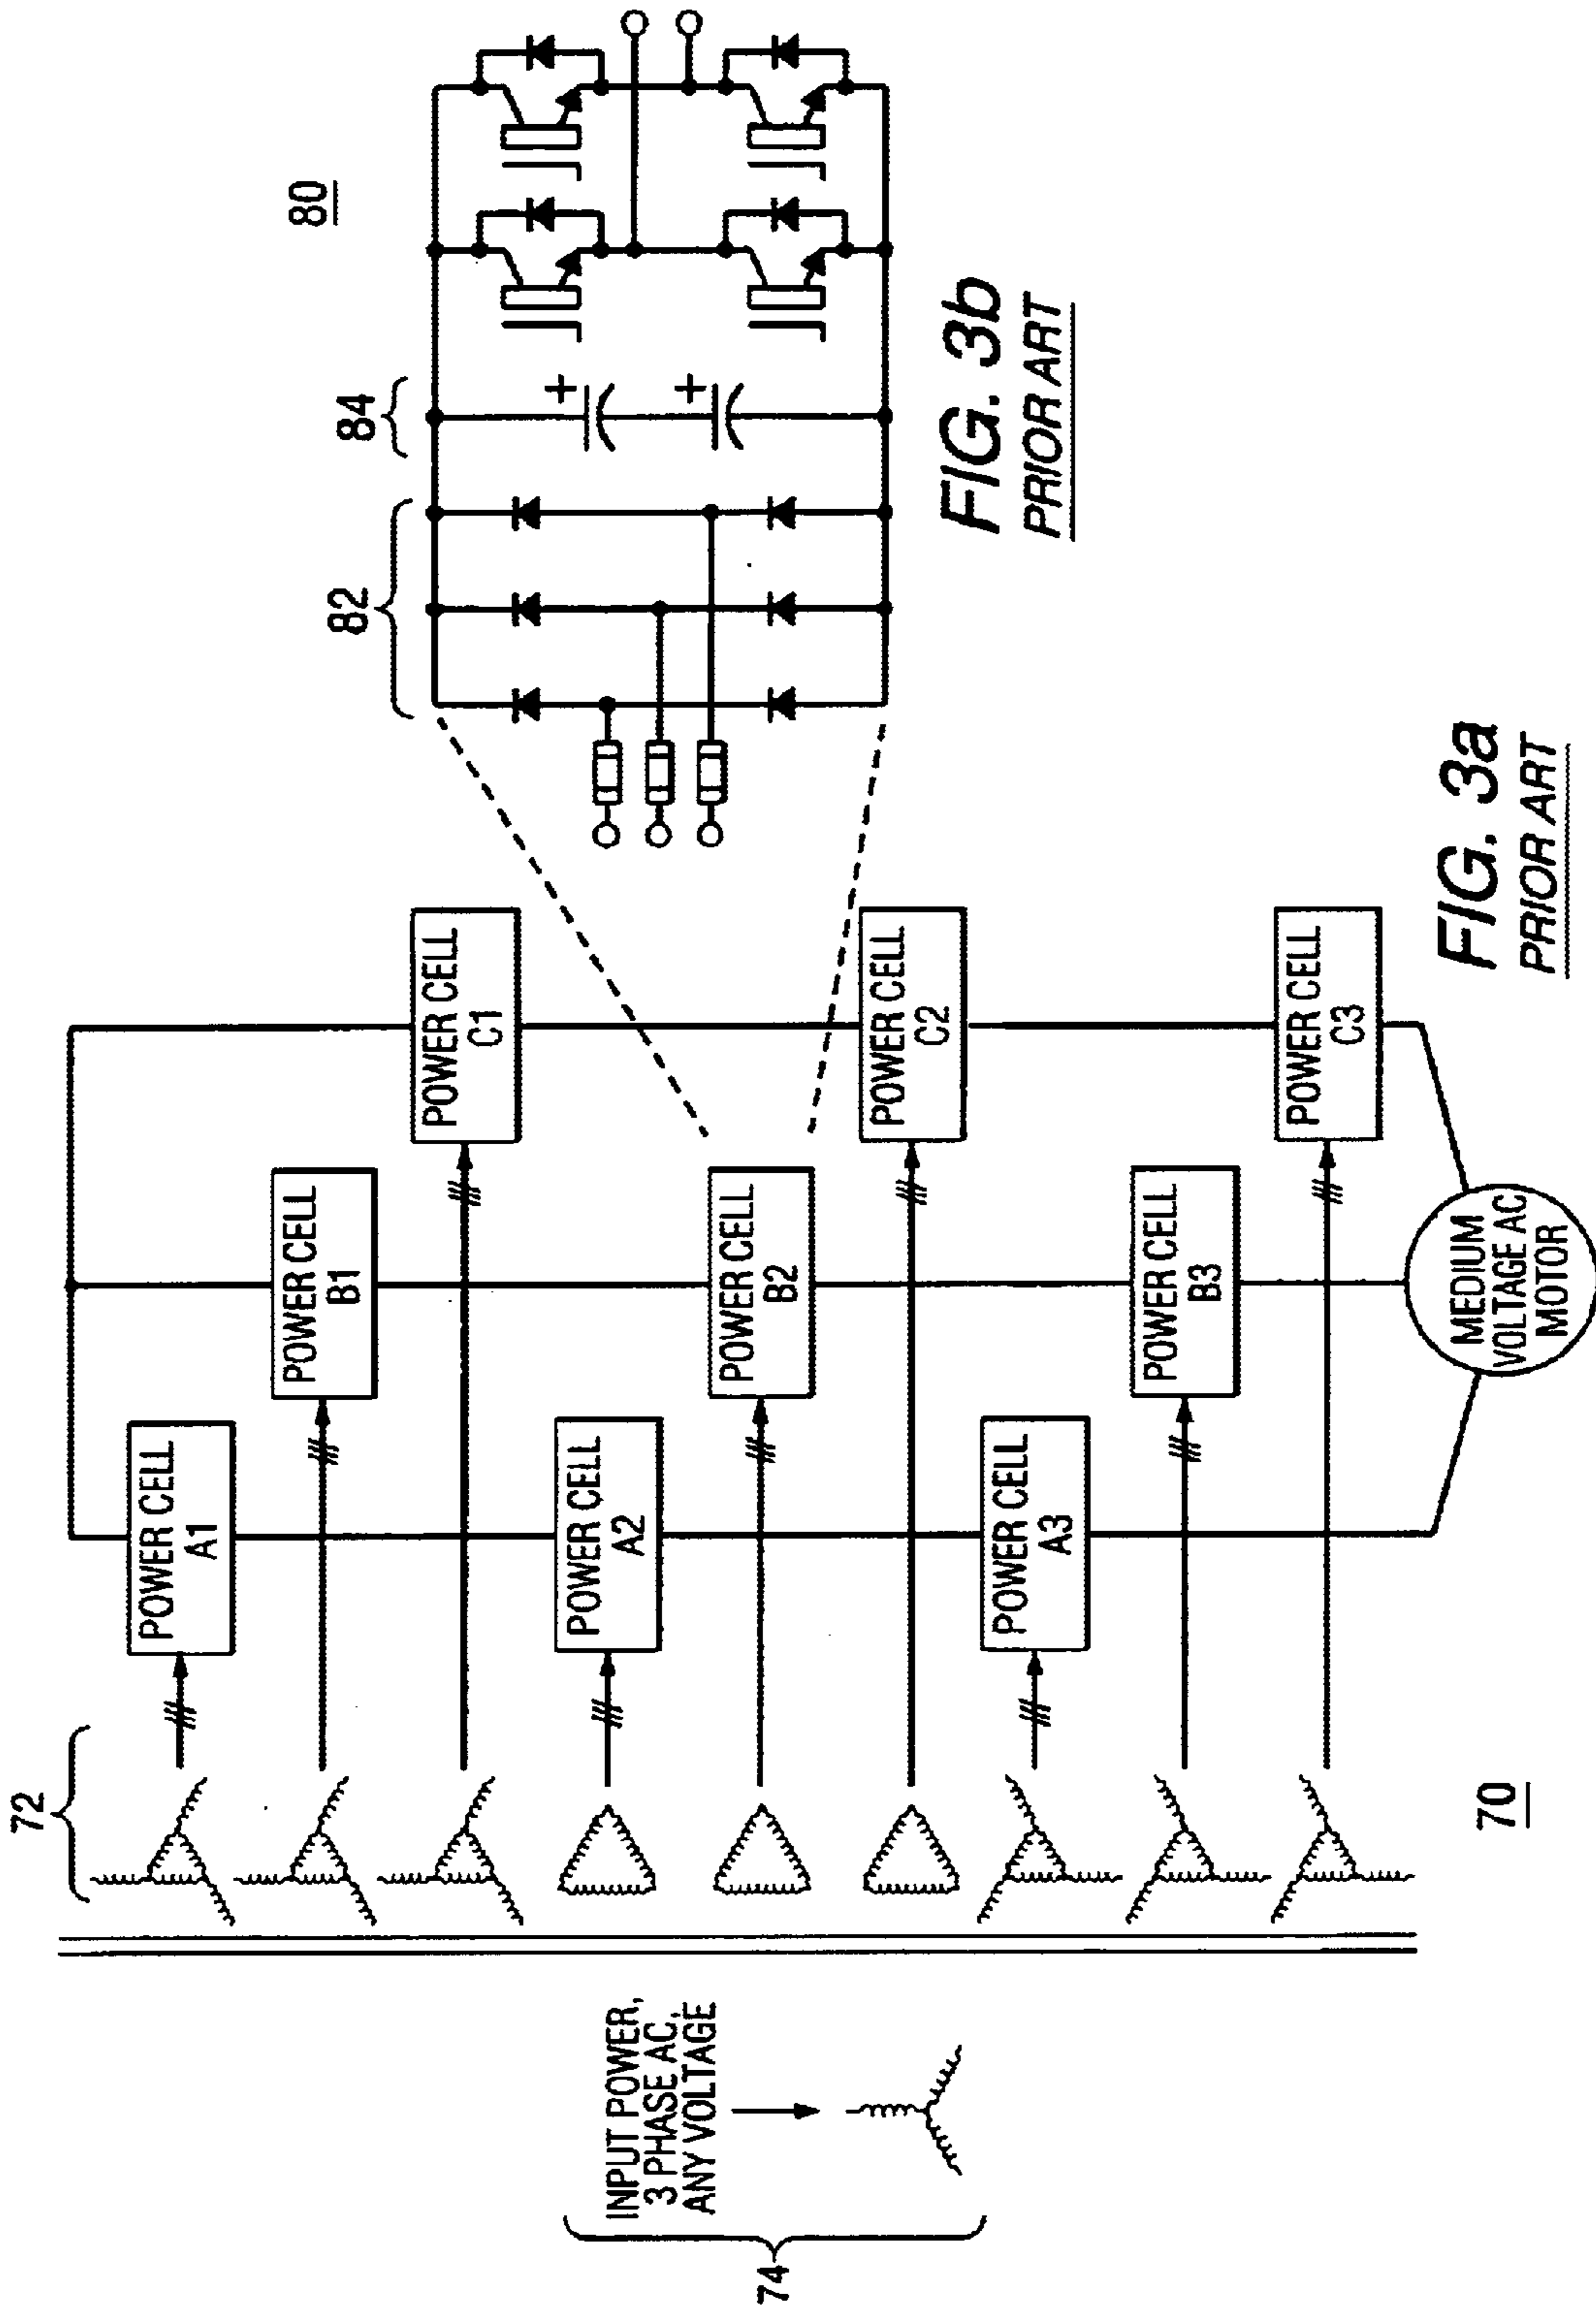 72
POWER CELL
A1
POWER CELL
B1
POWER CELL
C1
POWER CELL
A2
POWER CELL
B2
POWER CELL
C2
POWER CELL
A3
POWER CELL
B3
POWER CELL
C3
INPUT POWER,
3 PHASE AC,
ANY VOLTAGE
74
MEDIUM
VOLTAGE AC
MOTOR
70
FIG. 3a
PRIOR ART
80
82
84
+
+
FIG. 3b
PRIOR ART